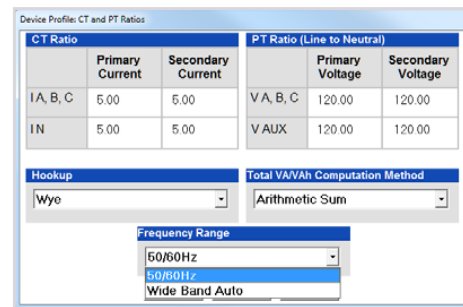 Device Profile: CT and PT Ratios
CT Ratio
PT Ratio (Line to Neutral)
Primary Current Secondary Current
Primary Voltage Secondary Voltage
I A, B, C 5.00 5.00
V A, B, C 120.00 120.00
I N 5.00 5.00
V AUX 120.00 120.00
Hookup
Total VA/VAh Computation Method
Wye
Arithmetic Sum
Frequency Range
50/60Hz
50/60Hz
Wide Band Auto